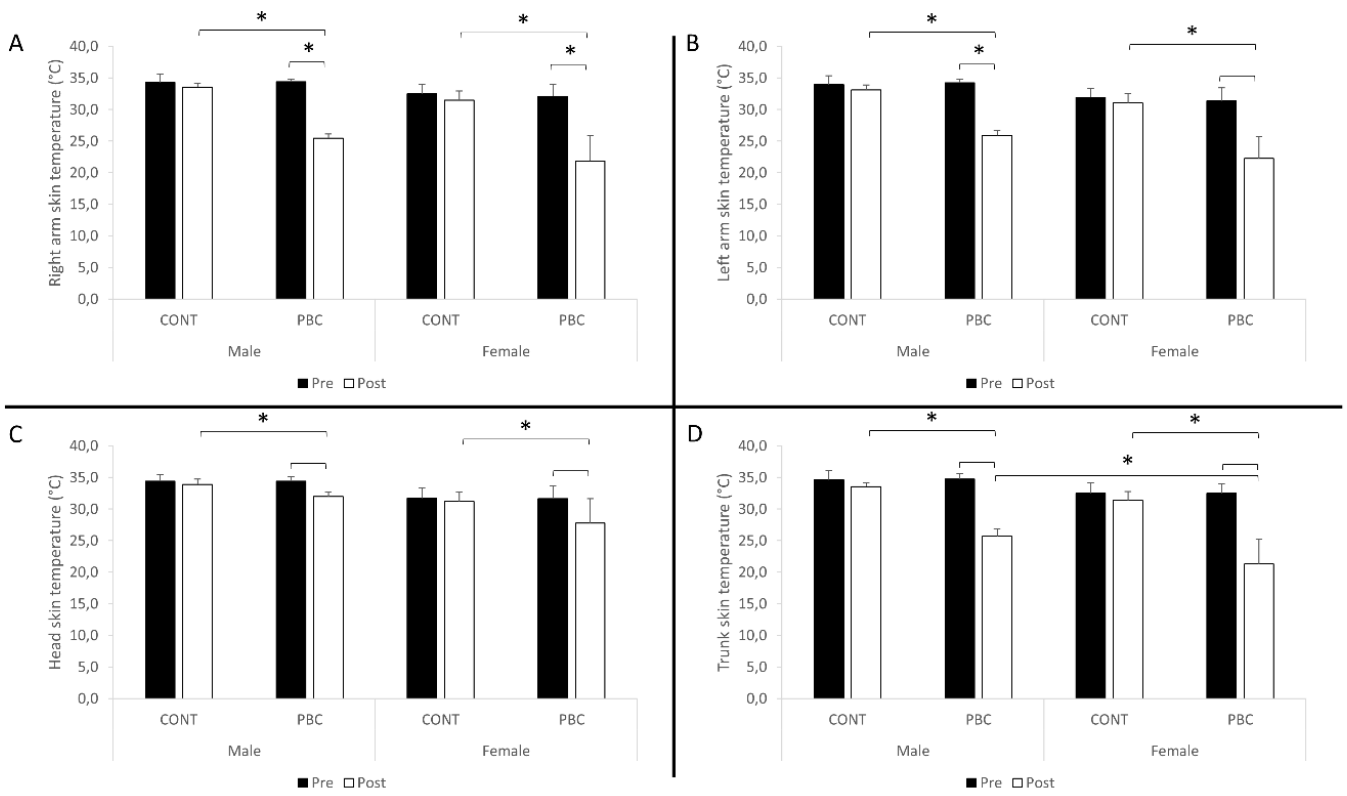 A
Right arm skin temperature (°C)
40,0
35,0
30,0
25,0
20,0
15,0
10,0
5,0
0,0
* * * *
CONT PBC CONT PBC
Male Female
Pre Post
B
Left arm skin temperature (°C)
40,0
35,0
30,0
25,0
20,0
15,0
10,0
5,0
0,0
* * *
CONT PBC CONT PBC
Male Female
Pre Post
C
Head skin temperature (°C)
40,0
35,0
30,0
25,0
20,0
15,0
10,0
5,0
0,0
* *
CONT PBC CONT PBC
Male Female
Pre Post
D
Trunk skin temperature (°C)
40,0
35,0
30,0
25,0
20,0
15,0
10,0
5,0
0,0
* * *
CONT PBC CONT PBC
Male Female
Pre Post